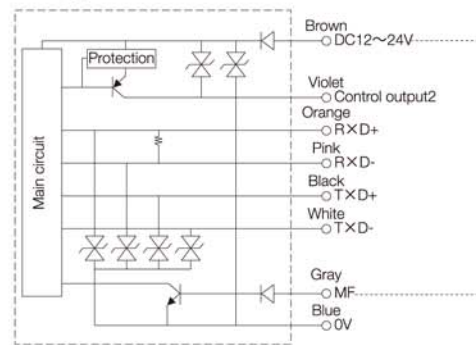 Brown
DC12～24V
Protection
Violet
Control output2
Orange
R×D+
Pink
R×D-
Main circuit
Black
T×D+
White
T×D-
Gray
MF
Blue
0V